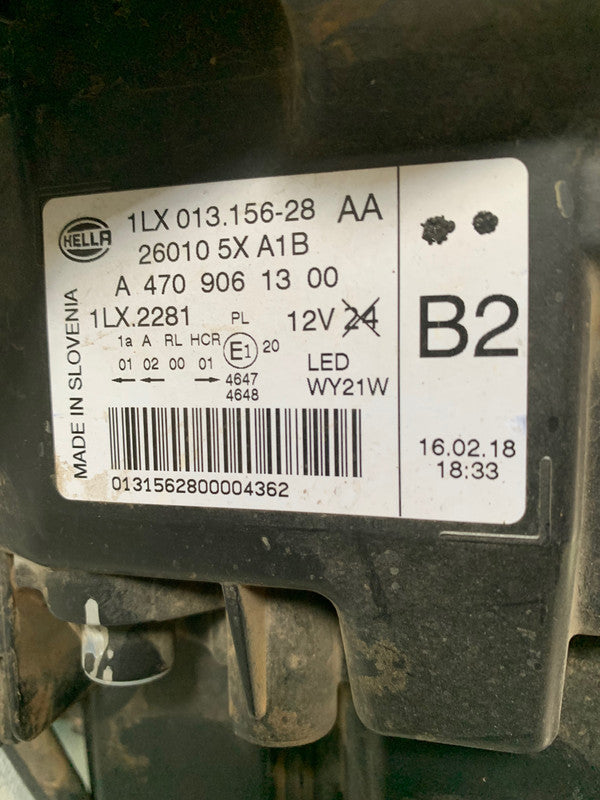 HELLA
1LX 013.156-28 AA
26010 5X A1B
A 470 906 13 00
1LX.2281 PL 12V 24
1a A RL HCR E1 20
01 02 00 01
4647
4648
LED
WY21W
MADE IN SLOVENIA
0131562800004362
B2
16.02.18
18:33